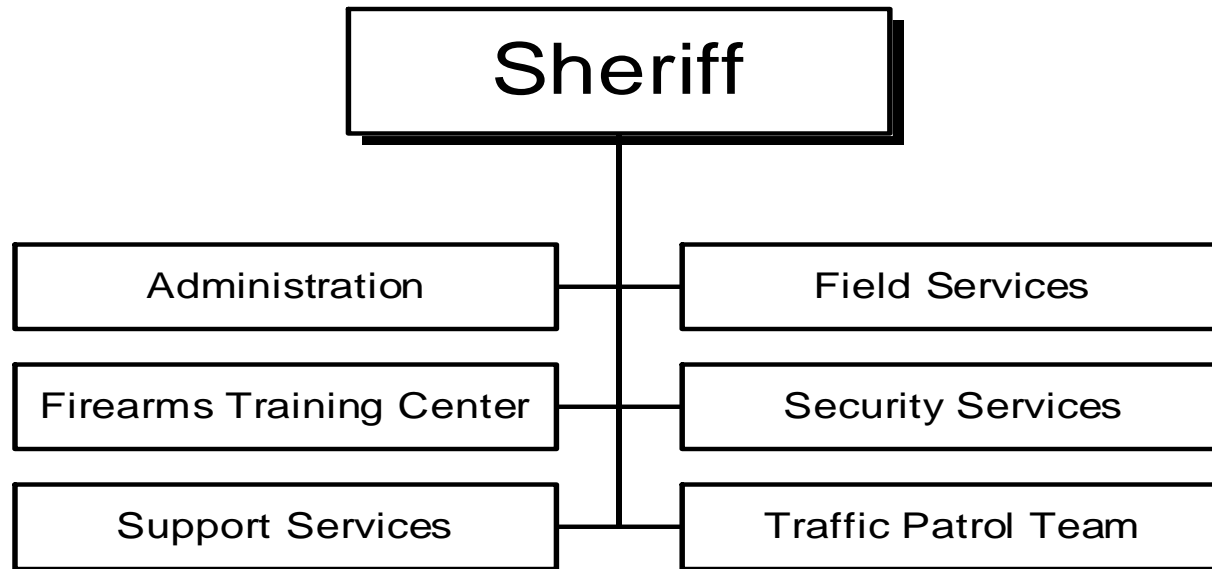 Sheriff
Administration
Field Services
Firearms Training Center
Security Services
Support Services
Traffic Patrol Team